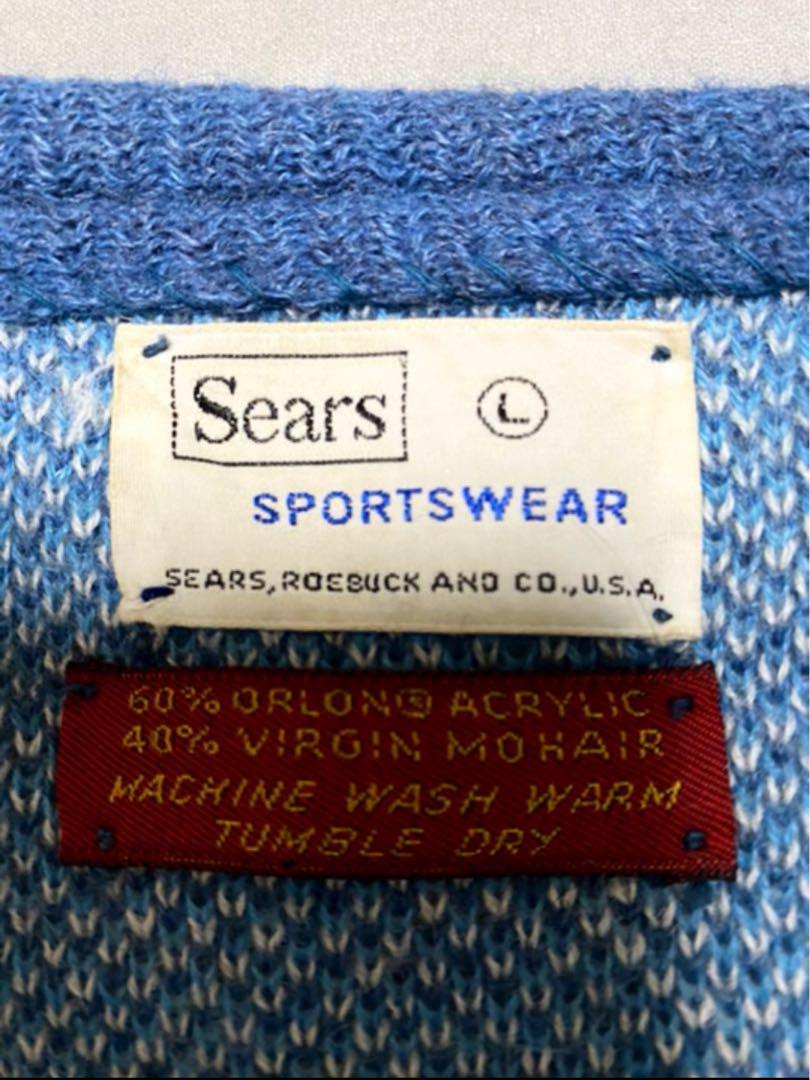 Sears L
SPORTSWEAR
SEARS, ROEBUCK AND CO., U.S.A.
60% ORLON® ACRYLIC
40% VIRGIN MOHAIR
MACHINE WASH WARM
TUMBLE DRY